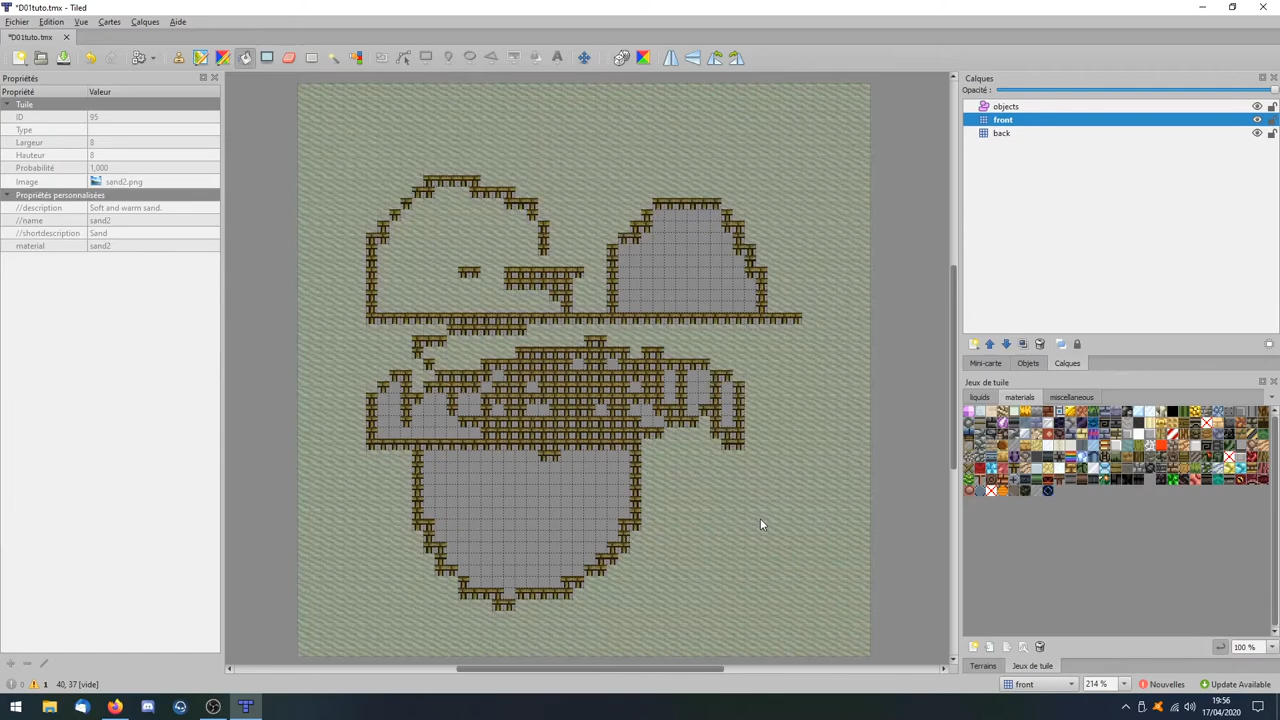 *D01tuto.tmx - Tiled
Fichier Edition Vue Cartes Calques Aide
*D01tuto.tmx
Propriétés
Propriété Valeur
Tuile
ID 95
Type
Largeur 8
Hauteur 8
Probabilité 1,000
Image sand2.png
Propriétés personnalisées
//description Soft and warm sand.
//name sand2
//shortdescription Sand
material sand2
Calques
Opacité :
objects
front
back
Mini-carte Objets Calques
Jeux de tuile
liquids materials miscellaneous
100 %
Terrains Jeux de tuile
0 1 40, 37 [vide]
front 214 % Nouvelles Update Available
19:56
17/04/2020